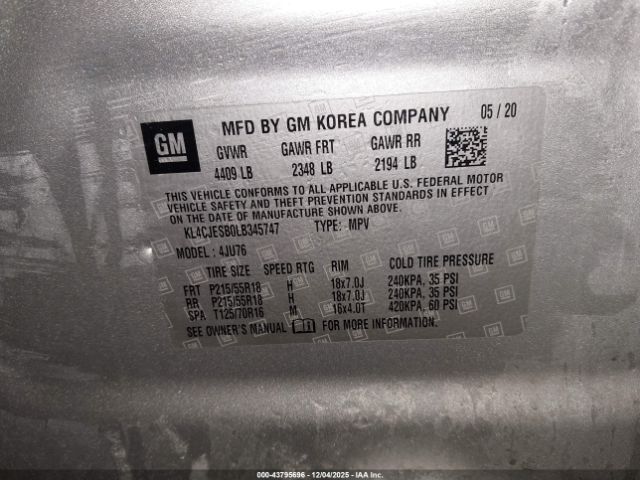 GM
MFD BY GM KOREA COMPANY 05 / 20
GVWR GAWR FRT GAWR RR
4409 LB 2348 LB 2194 LB
THIS VEHICLE CONFORMS TO ALL APPLICABLE U.S. FEDERAL MOTOR
VEHICLE SAFETY AND THEFT PREVENTION STANDARDS IN EFFECT
ON THE DATE OF MANUFACTURE SHOWN ABOVE.
KL4CJESB0LB345747 TYPE: MPV
MODEL: 4JU76
TIRE SIZE SPEED RTG RIM COLD TIRE PRESSURE
FRT P215/55R18 H 18x7.0J 240KPA, 35 PSI
RR P215/55R18 H 18x7.0J 240KPA, 35 PSI
SPA T125/70R16 M 16x4.0T 420KPA, 60 PSI
SEE OWNER'S MANUAL FOR MORE INFORMATION.
000-43795696 - 12/04/2025 - IAA Inc.